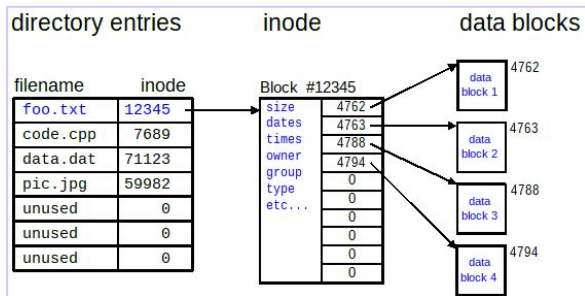 directory entries inode data blocks
filename inode
foo.txt 12345
code.cpp 7689
data.dat 71123
pic.jpg 59982
unused 0
unused 0
unused 0
Block #12345
size
dates
times
owner
group
type
etc...
4762
4763
4788
4794
0
0
0
0
0
0
data
block 1
4762
data
block 2
4763
data
block 3
4788
data
block 4
4794